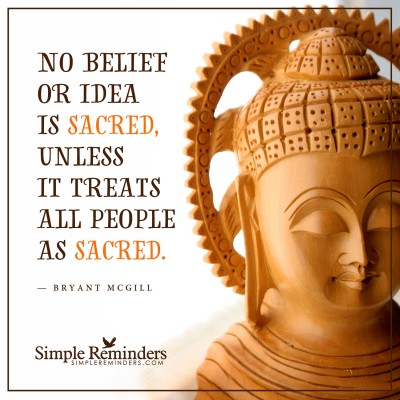 NO BELIEF
OR IDEA
IS SACRED,
UNLESS
IT TREATS
ALL PEOPLE
AS SACRED.
— BRYANT MCGILL
Simple Reminders
SIMPLEREMINDERS.COM